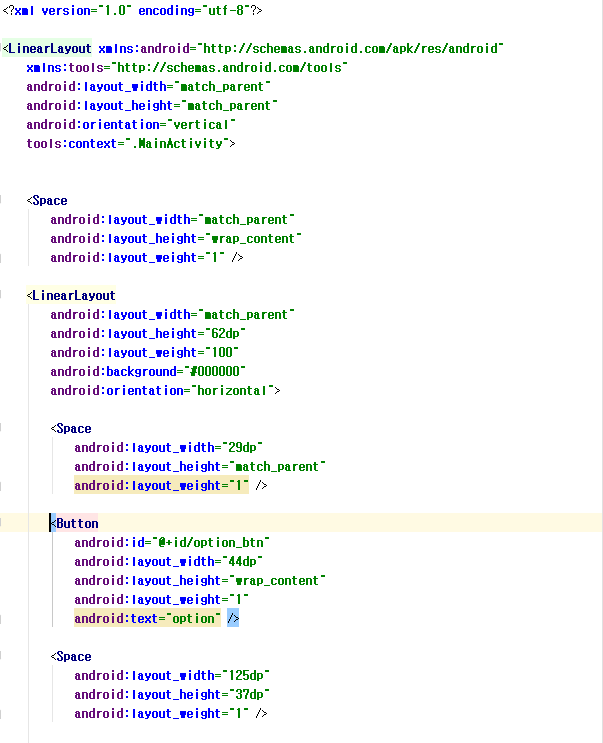 <?xml version="1.0" encoding="utf-8"?>
<LinearLayout xmlns:android="http://schemas.android.com/apk/res/android"
xmlns:tools="http://schemas.android.com/tools"
android:layout_width="match_parent"
android:layout_height="match_parent"
android:orientation="vertical"
tools:context=".MainActivity">
<Space
android:layout_width="match_parent"
android:layout_height="wrap_content"
android:layout_weight="1" />
<LinearLayout
android:layout_width="match_parent"
android:layout_height="62dp"
android:layout_weight="100"
android:background="#000000"
android:orientation="horizontal">
<Space
android:layout_width="29dp"
android:layout_height="match_parent"
android:layout_weight="1" />
<Button
android:id="@+id/option_btn"
android:layout_width="44dp"
android:layout_height="wrap_content"
android:layout_weight="1"
android:text="option" />
<Space
android:layout_width="125dp"
android:layout_height="37dp"
android:layout_weight="1" />